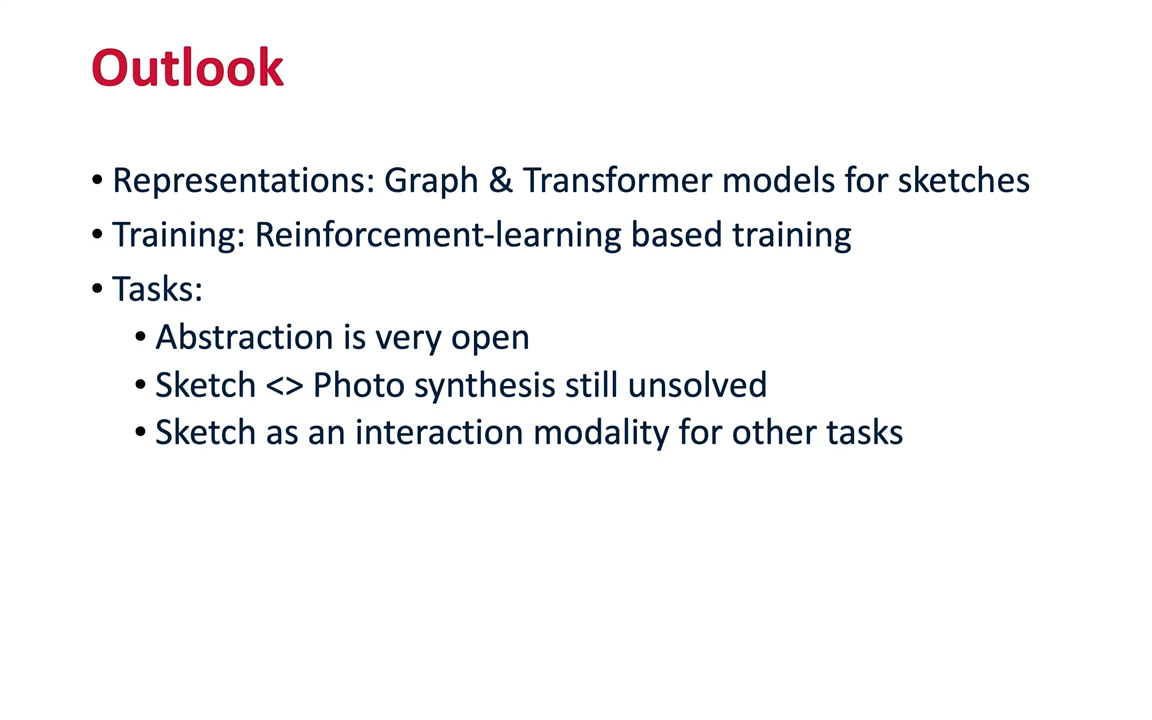 Outlook
• Representations: Graph & Transformer models for sketches
• Training: Reinforcement-learning based training
• Tasks:
• Abstraction is very open
• Sketch <> Photo synthesis still unsolved
• Sketch as an interaction modality for other tasks